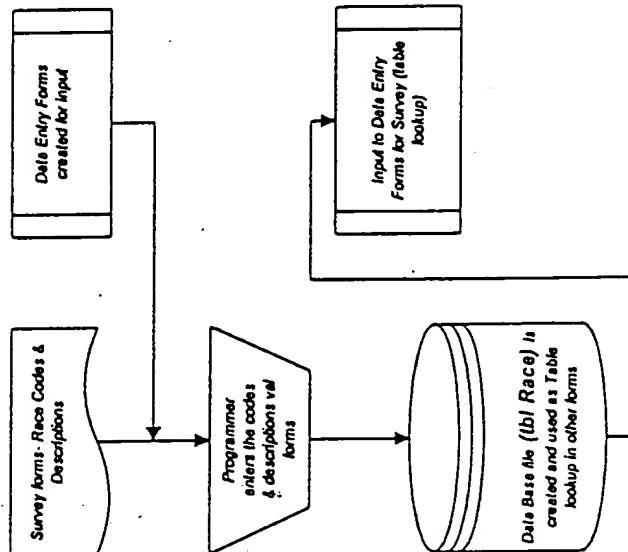 Data Entry Forms
created for input
Survey forms - Race Codes &
Descriptions
Programmer
enters the codes
& descriptions val
forms
Input to Data Entry
Forms for Survey (table
lookup)
Data Base file (tbl Race) is
created and used as Table
lookup in other forms